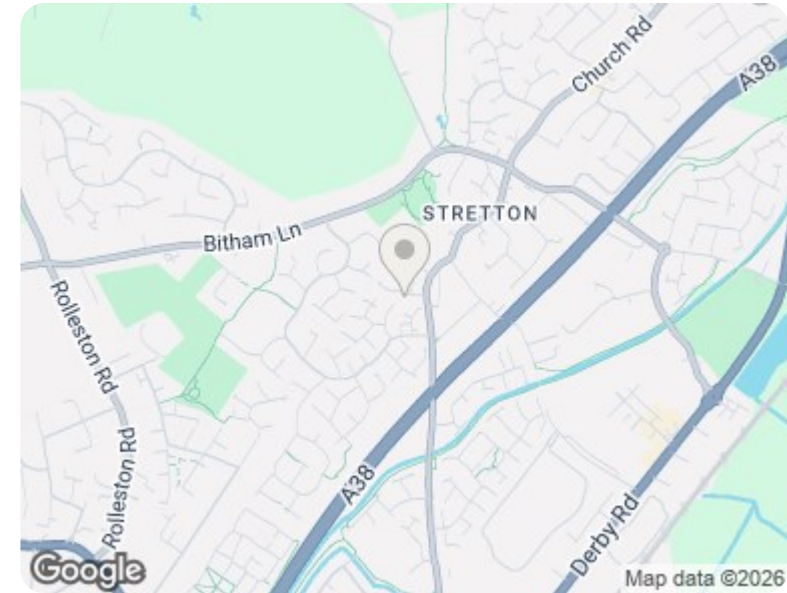 Church Rd
A38
STRETTON
Bitham Ln
Rolleston Rd
Rolleston Rd
A38
Derby Rd
Google
Map data ©2026